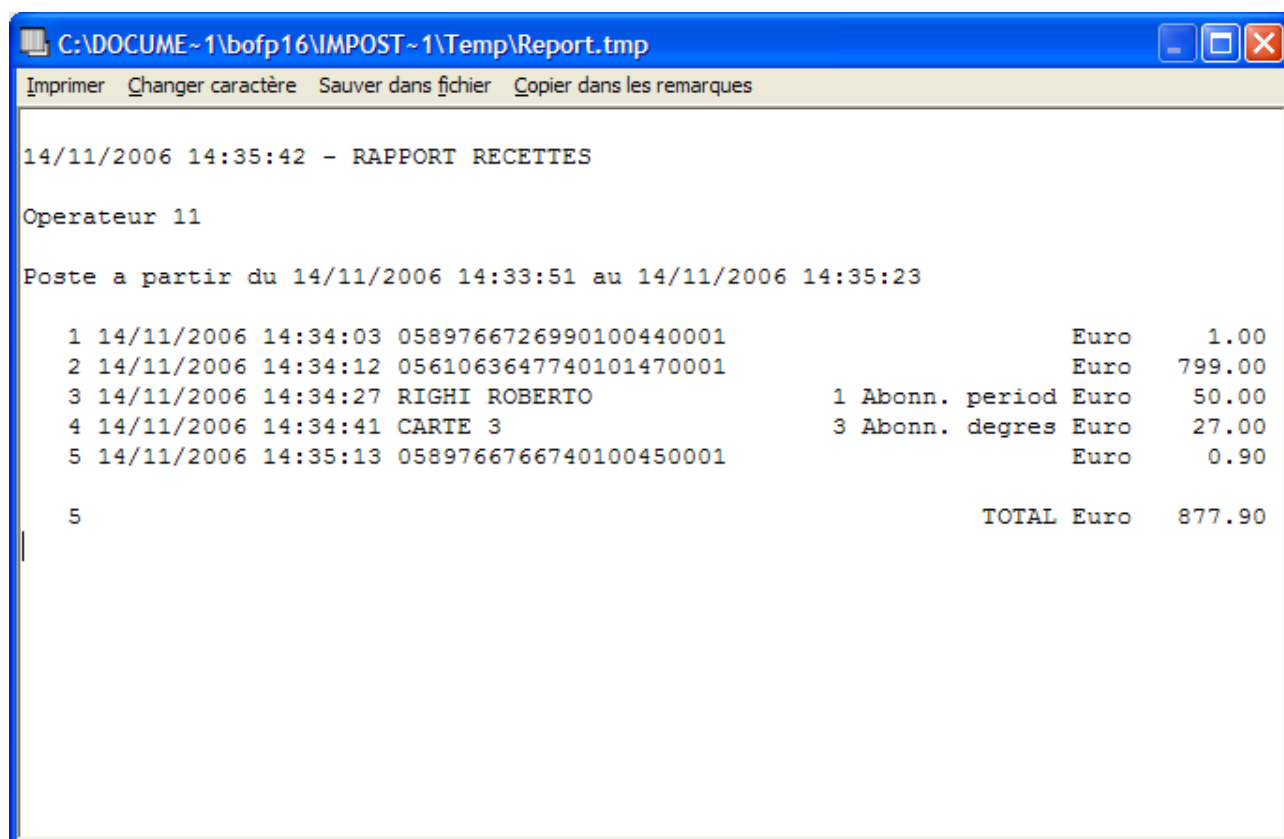 C:\DOCUME~1\bofp16\IMPOST~1\Temp\Report.tmp
Imprimer Changer caractère Sauver dans fichier Copier dans les remarques
14/11/2006 14:35:42 - RAPPORT RECETTES
Operateur 11
Poste a partir du 14/11/2006 14:33:51 au 14/11/2006 14:35:23
1 14/11/2006 14:34:03 0589766726990100440001 Euro 1.00
2 14/11/2006 14:34:12 0561063647740101470001 Euro 799.00
3 14/11/2006 14:34:27 RIGHI ROBERTO 1 Abonn. period Euro 50.00
4 14/11/2006 14:34:41 CARTE 3 3 Abonn. degres Euro 27.00
5 14/11/2006 14:35:13 0589766766740100450001 Euro 0.90
5 TOTAL Euro 877.90